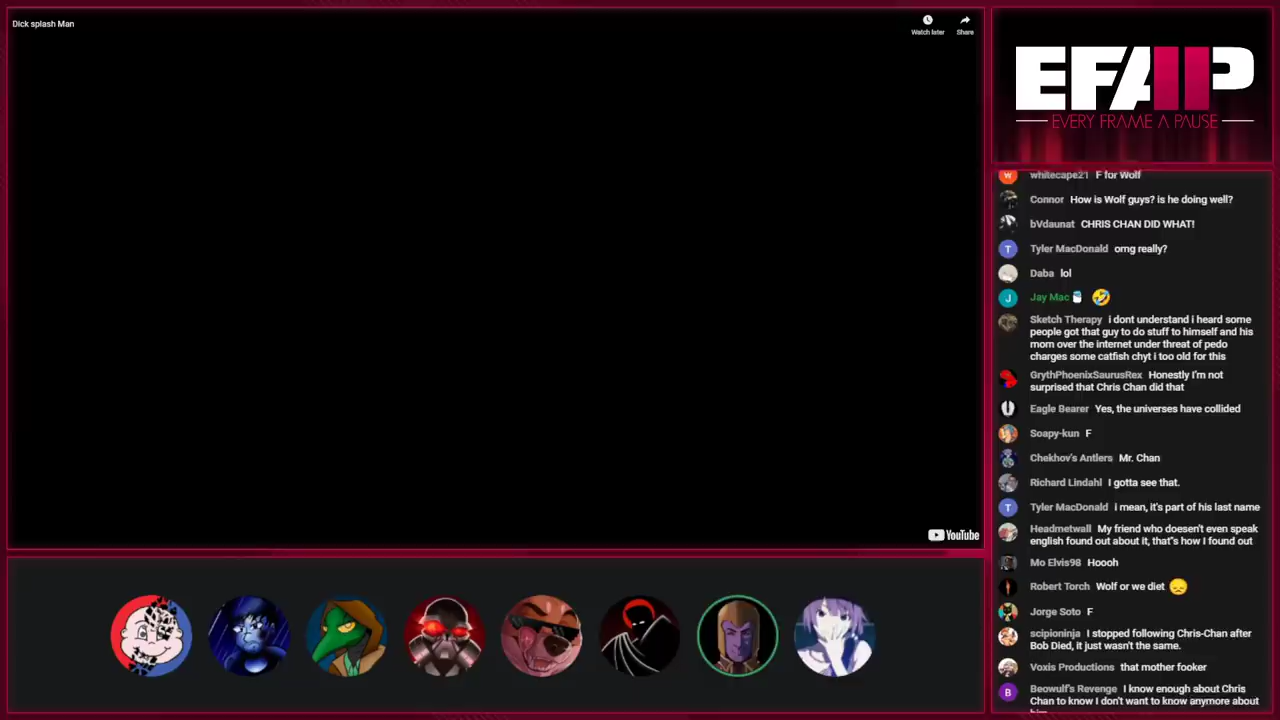 Dick splash Man
Watch later
Share
YouTube
EFAP
EVERY FRAME A PAUSE
whitecape21 F for Wolf
Connor How is Wolf guys? is he doing well?
bVdaunat CHRIS CHAN DID WHAT!
Tyler MacDonald omg really?
Daba lol
Jay Mac
Sketch Therapy i dont understand i heard some
people got that guy to do stuff to himself and his
mom over the internet under threat of pedo
charges some catfish chyt i too old for this
GrythPhoenixSaurusRex Honestly I'm not
surprised that Chris Chan did that
Eagle Bearer Yes, the universes have collided
Soapy-kun F
Chekhov's Antlers Mr. Chan
Richard Lindahl I gotta see that.
Tyler MacDonald i mean, it's part of his last name
Headmetwall My friend who doesen't even speak
english found out about it, that"s how I found out
Mo Elvis98 Hoooh
Robert Torch Wolf or we diet
Jorge Soto F
scipioninja I stopped following Chris-Chan after
Bob Died, it just wasn't the same.
Voxis Productions that mother fooker
Beowulf's Revenge I know enough about Chris
Chan to know I don't want to know anymore about